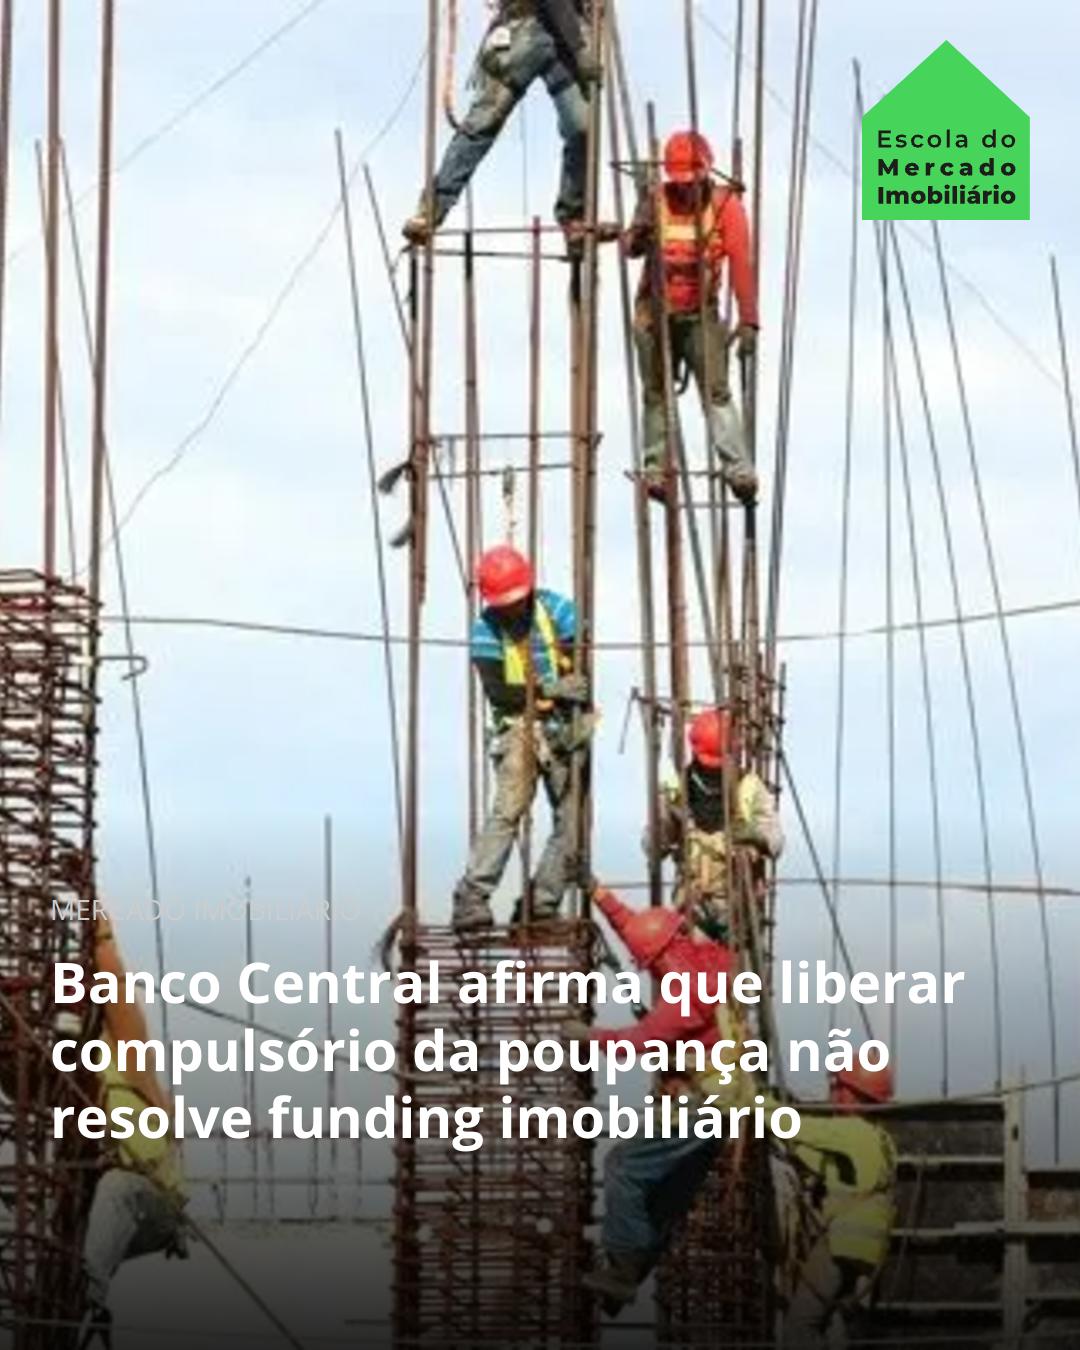 Escola do
Mercado
Imobiliário
MERCADO IMOBILIÁRIO
Banco Central afirma que liberar
compulsório da poupança não
resolve funding imobiliário